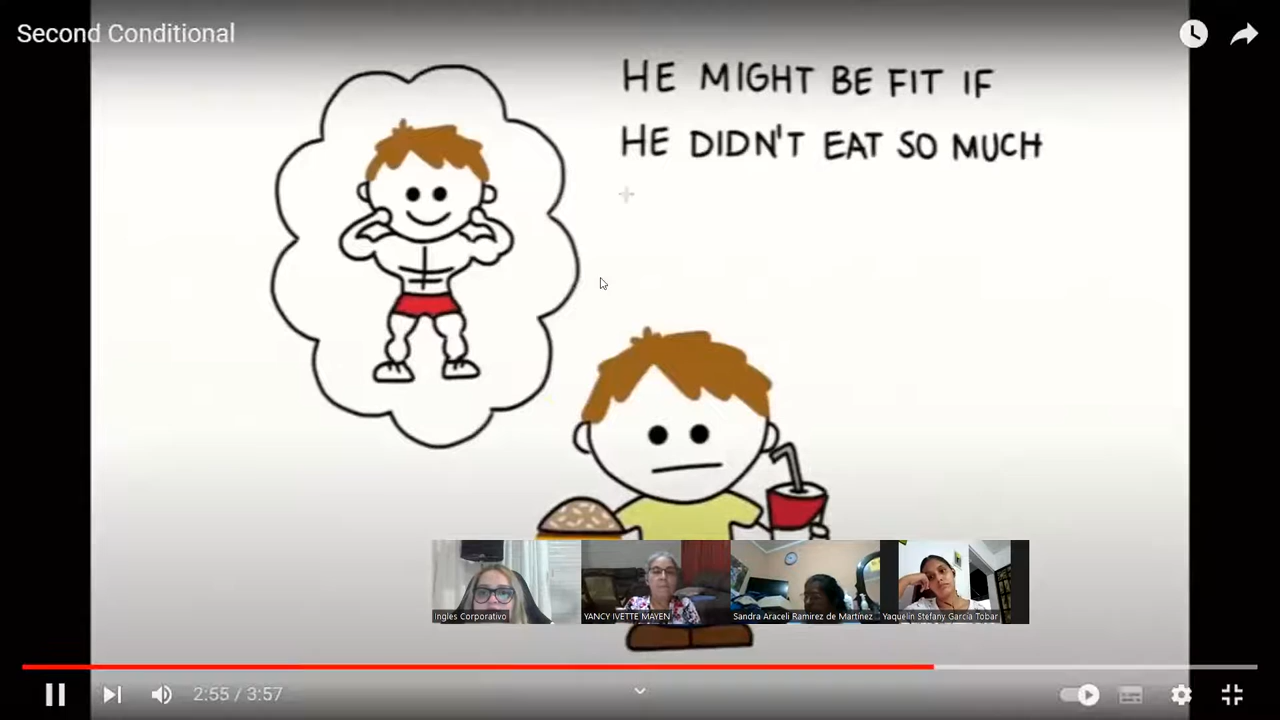 Second Conditional
HE MIGHT BE FIT IF
HE DIDN'T EAT SO MUCH
Ingles Corporativo
YANCY IVETTE MAYEN
Sandra Araceli Ramirez de Martinez
Yaquelin Stefany García Tobar
2:55 / 3:57